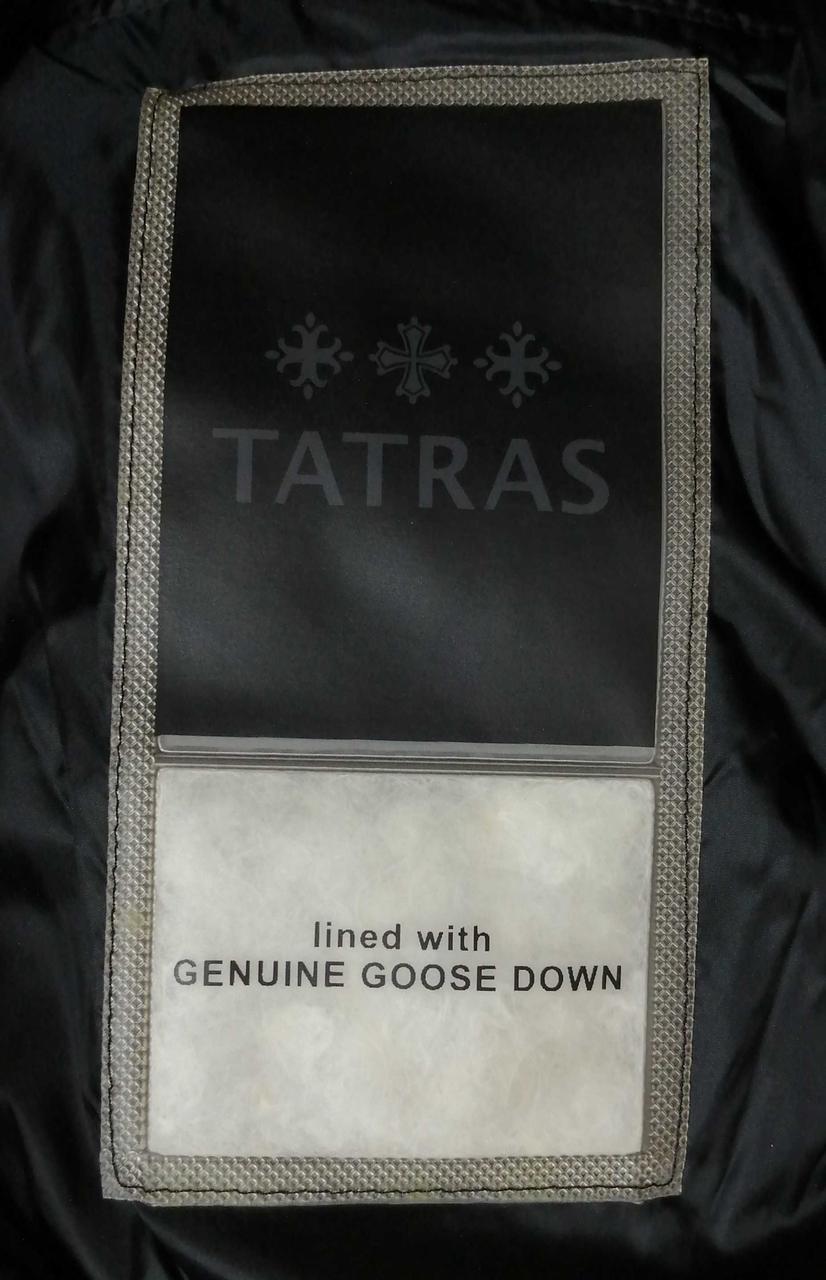 TATRAS
lined with
GENUINE GOOSE DOWN